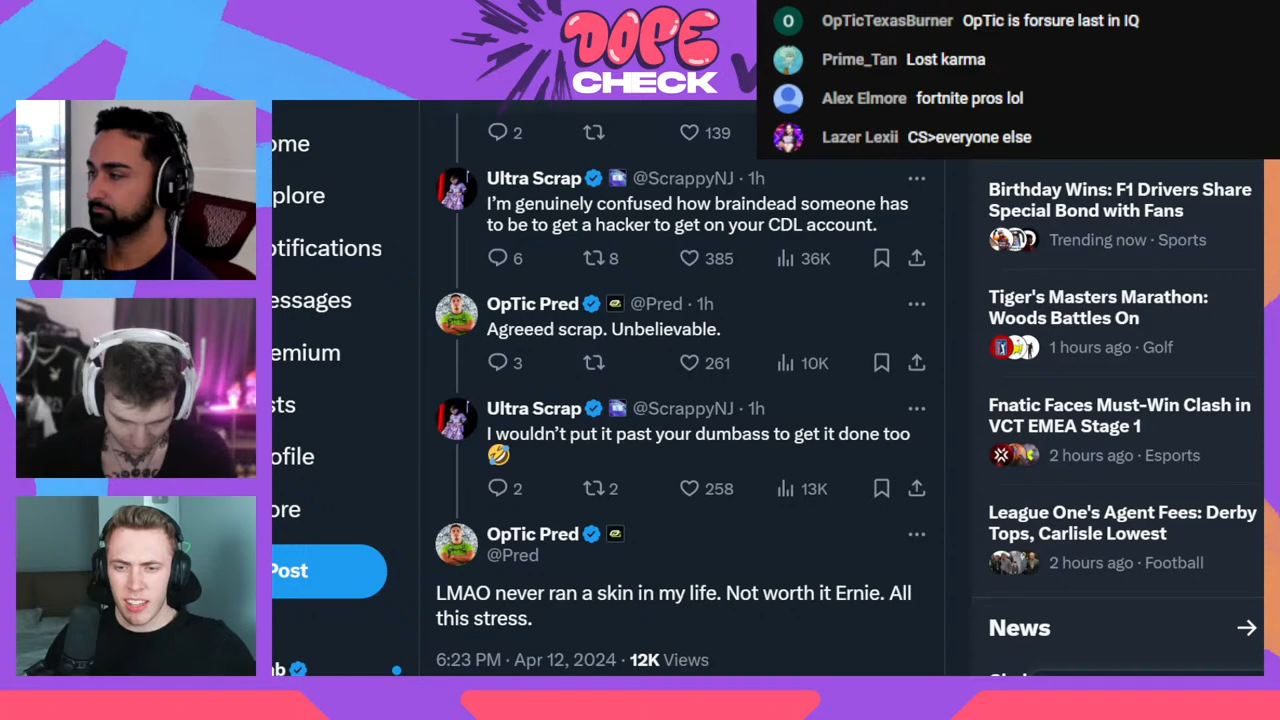 DOPE
CHECK
OpTicTexasBurner OpTic is forsure last in IQ
Prime_Tan Lost karma
Alex Elmore fortnite pros lol
Lazer Lexii CS>everyone else
ome
plore
otifications
essages
emium
sts
ofile
ore
Post
2 139
Ultra Scrap @ScrappyNJ · 1h
I'm genuinely confused how braindead someone has
to be to get a hacker to get on your CDL account.
6 8 385 36K
OpTic Pred @Pred · 1h
Agreeed scrap. Unbelievable.
3 261 10K
Ultra Scrap @ScrappyNJ · 1h
I wouldn't put it past your dumbass to get it done too
🤣
2 2 258 13K
OpTic Pred
@Pred
LMAO never ran a skin in my life. Not worth it Ernie. All
this stress.
6:23 PM · Apr 12, 2024 · 12K Views
Birthday Wins: F1 Drivers Share
Special Bond with Fans
Trending now · Sports
Tiger's Masters Marathon:
Woods Battles On
1 hours ago · Golf
Fnatic Faces Must-Win Clash in
VCT EMEA Stage 1
2 hours ago · Esports
League One's Agent Fees: Derby
Tops, Carlisle Lowest
2 hours ago · Football
News